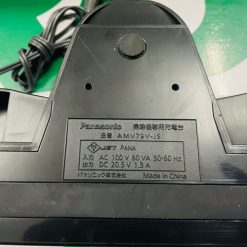 Panasonic 掃除機専用充電台
品番 AMV79V-J5
JET PANA
入力 AC 100 V 60 VA 50-60 Hz
出力 DC 20.5 V 1.3 A
パナソニック株式会社 Made in China